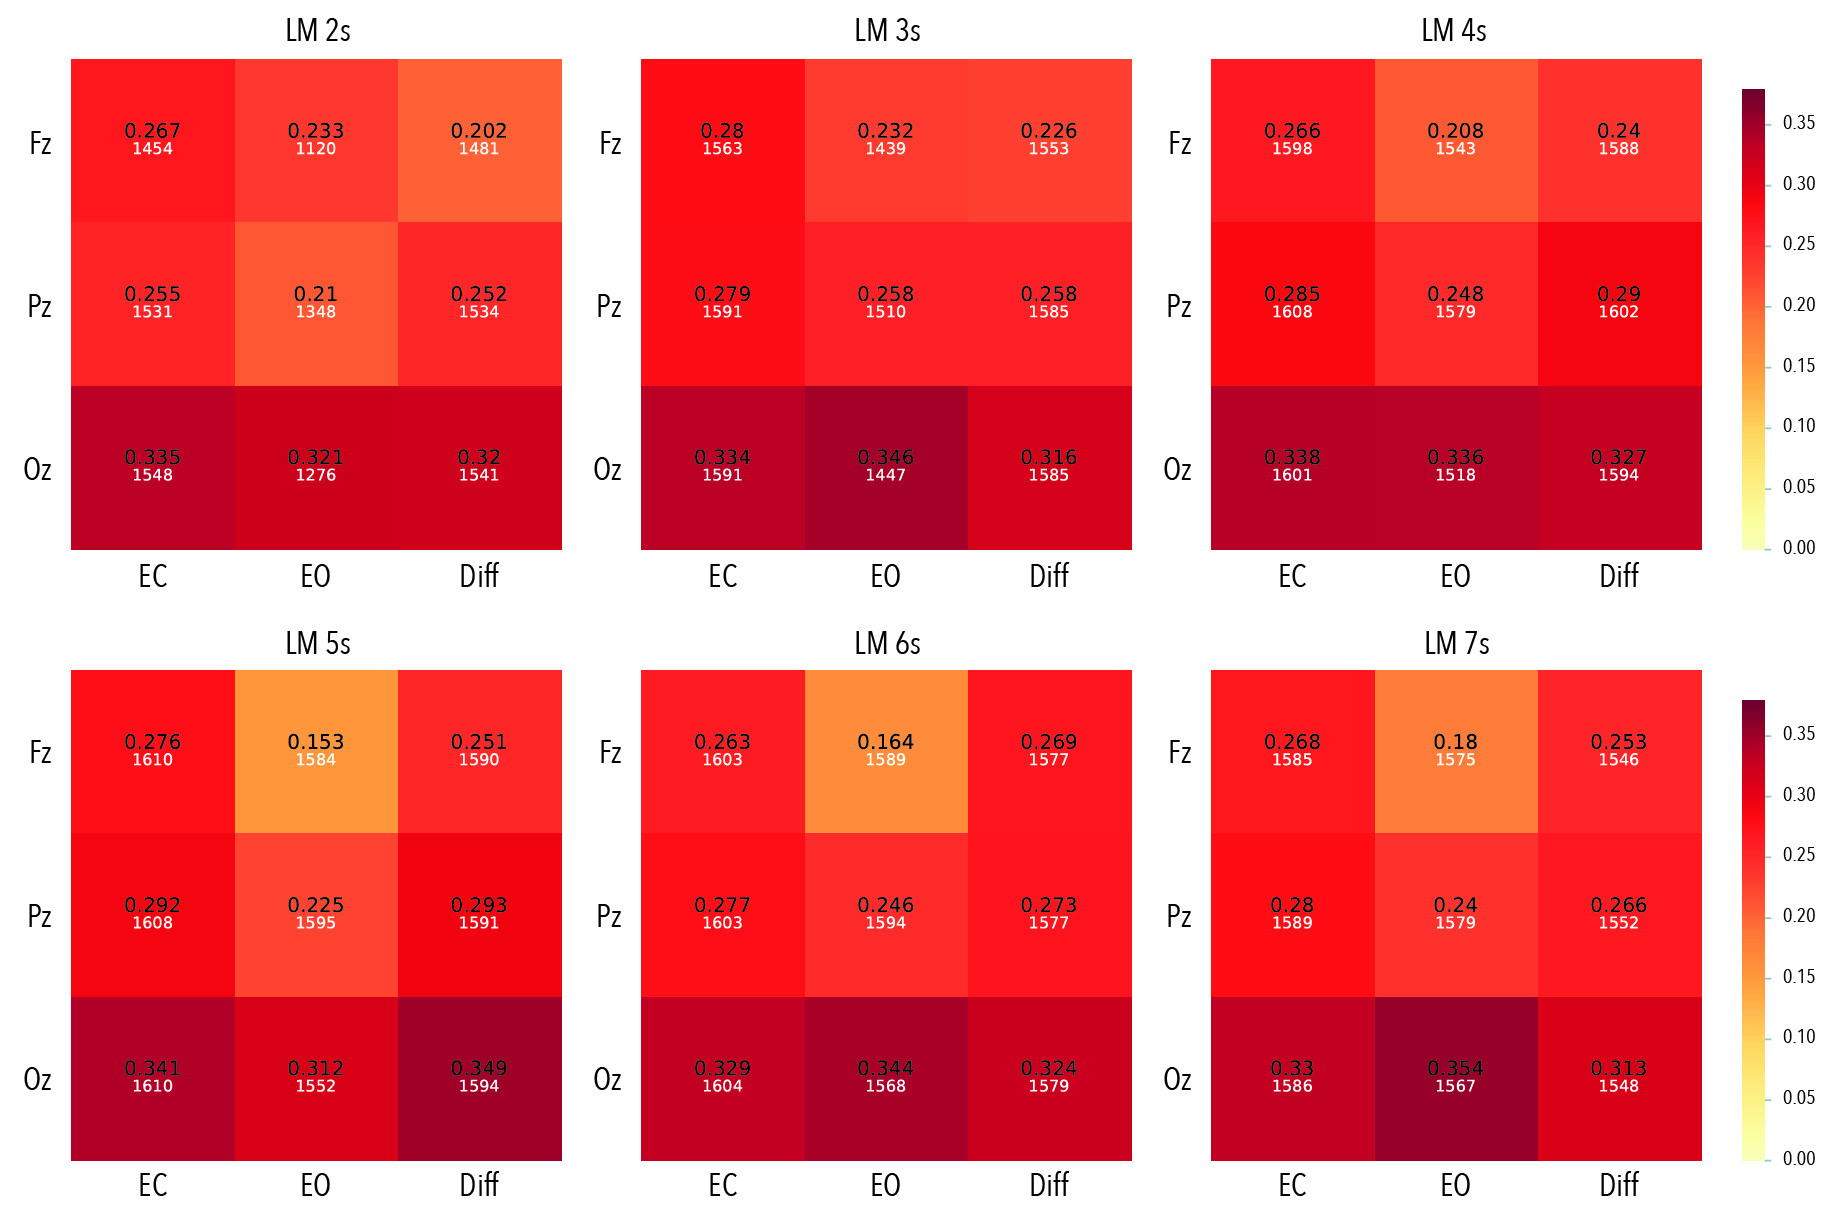 LM 2s LM 3s LM 4s
Fz 0.267 0.233 0.202 Fz 0.28 0.232 0.226 Fz 0.266 0.208 0.24 0.35
1454 1120 1481 1563 1439 1553 1598 1543 1588
0.30
0.25
Pz 0.255 0.21 0.252 Pz 0.279 0.258 0.258 Pz 0.285 0.248 0.29 0.20
1531 1348 1534 1591 1510 1585 1608 1579 1602
0.15
0.10
Oz 0.335 0.321 0.32 Oz 0.334 0.346 0.316 Oz 0.338 0.336 0.327 0.05
1548 1276 1541 1591 1447 1585 1601 1518 1594
0.00
EC EO Diff EC EO Diff EC EO Diff
LM 5s LM 6s LM 7s
Fz 0.276 0.153 0.251 Fz 0.263 0.164 0.269 Fz 0.268 0.18 0.253 0.35
1610 1584 1590 1603 1589 1577 1585 1575 1546
0.30
0.25
Pz 0.292 0.225 0.293 Pz 0.277 0.246 0.273 Pz 0.28 0.24 0.266 0.20
1608 1595 1591 1603 1594 1577 1589 1579 1552
0.15
0.10
Oz 0.341 0.312 0.349 Oz 0.329 0.344 0.324 Oz 0.33 0.354 0.313 0.05
1610 1552 1594 1604 1568 1579 1586 1567 1548
0.00
EC EO Diff EC EO Diff EC EO Diff